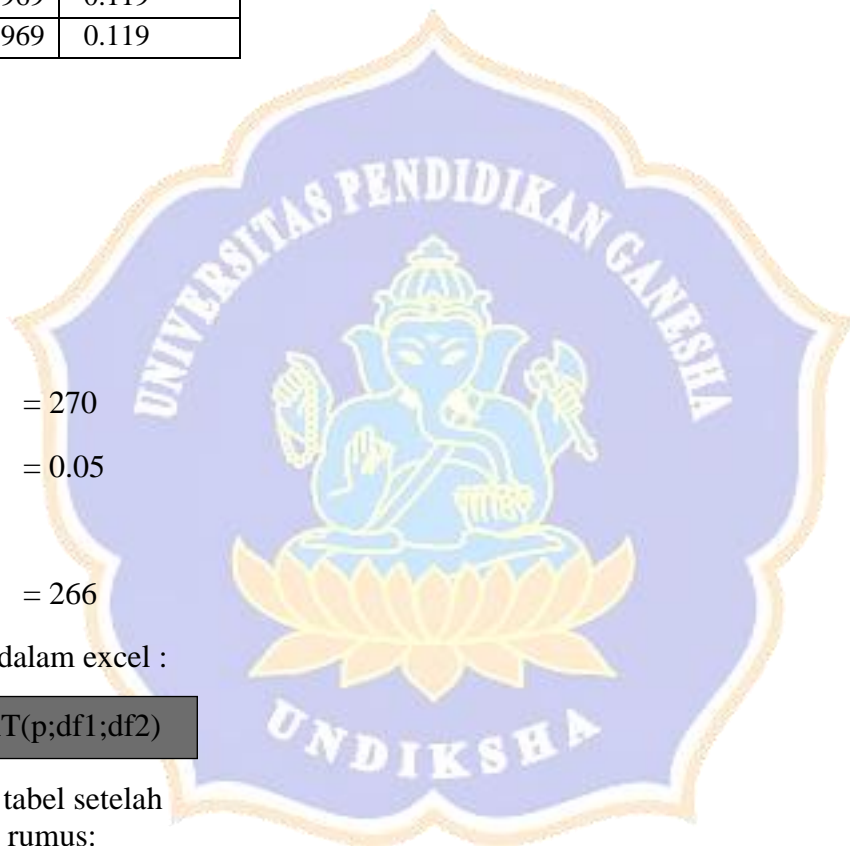 0.119
969 0.119
UNIVERSITAS PENDIDIKAN GANESHA
= 270
= 0.05
= 266
dalam excel :
T(p;df1;df2)
UNDIKSHA
tabel setelah
rumus: